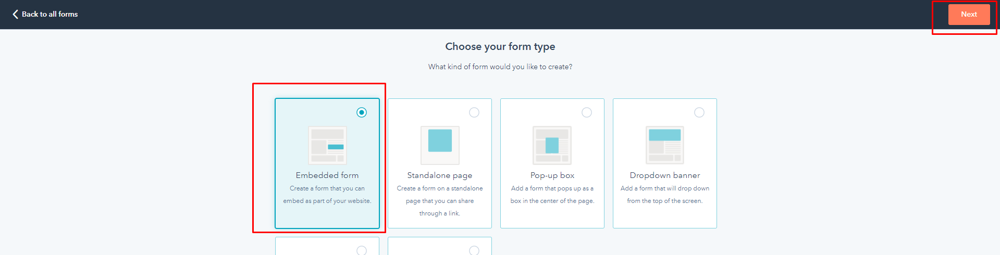 Back to all forms
Next
Choose your form type
What kind of form would you like to create?
Embedded form
Create a form that you can
embed as part of your website.
Standalone page
Create a form on a standalone
page that you can share
through a link.
Pop-up box
Add a form that pops up as a
box in the center of the page.
Dropdown banner
Add a form that will drop down
from the top of the screen.